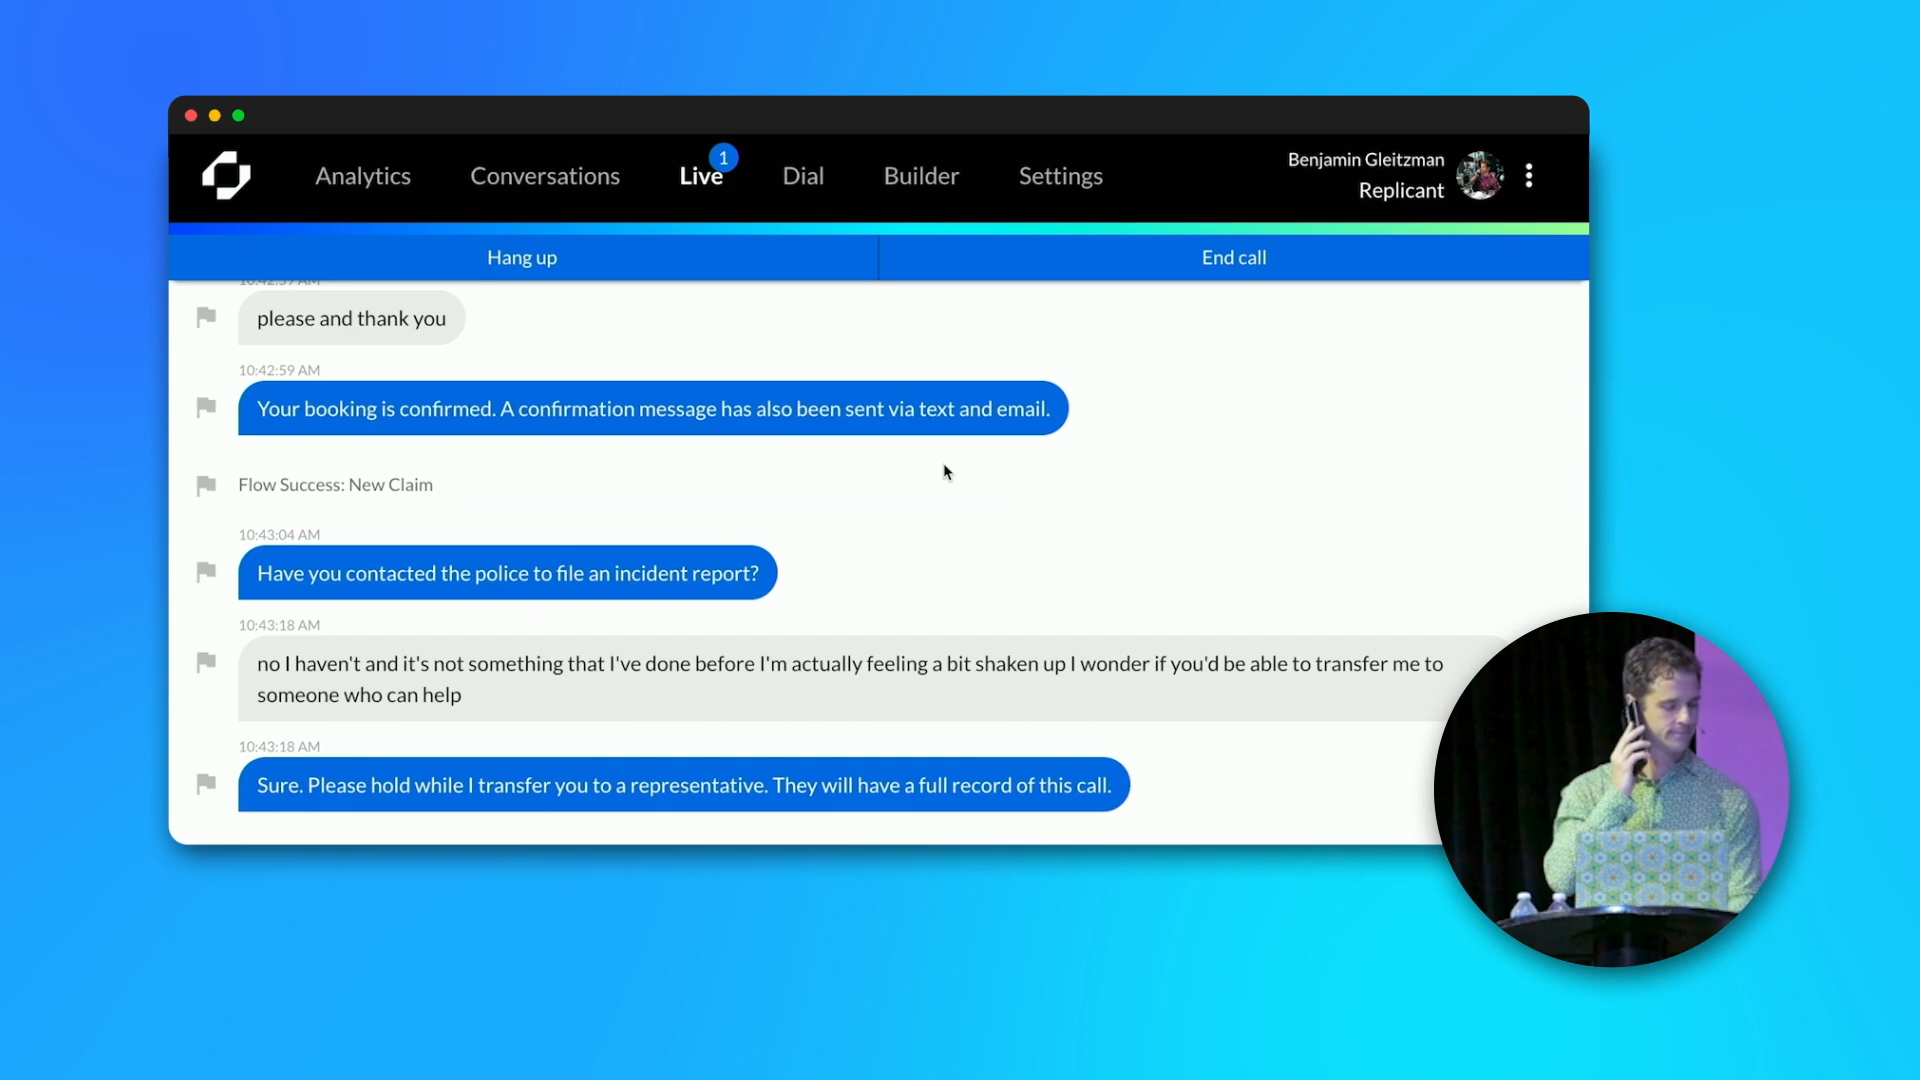 Analytics
Conversations
Live
1
Dial
Builder
Settings
Benjamin Gleitzman
Replicant
Hang up
End call
10:42:59 AM
please and thank you
10:42:59 AM
Your booking is confirmed. A confirmation message has also been sent via text and email.
Flow Success: New Claim
10:43:04 AM
Have you contacted the police to file an incident report?
10:43:18 AM
no I haven't and it's not something that I've done before I'm actually feeling a bit shaken up I wonder if you'd be able to transfer me to
someone who can help
10:43:18 AM
Sure. Please hold while I transfer you to a representative. They will have a full record of this call.